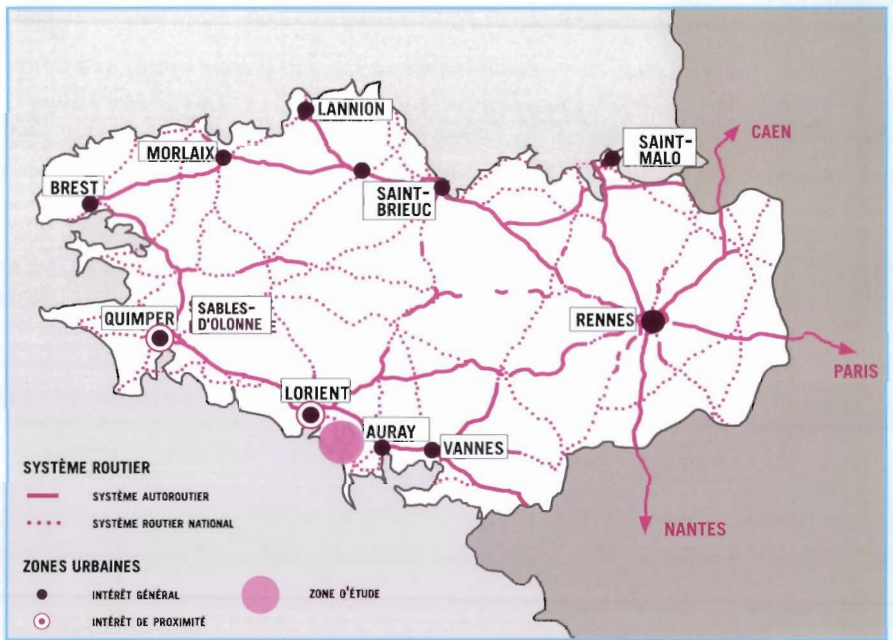 LANNION
MORLAIX
SAINT-
MALO
CAEN
BREST
SAINT-
BRIEUC
QUIMPER
SABLES-
D'OLONNE
RENNES
PARIS
LORIENT
AURAY
VANNES
NANTES
SYSTÈME ROUTIER
SYSTÈME AUTOROUTIER
SYSTÈME ROUTIER NATIONAL
ZONES URBAINES
INTÉRÊT GÉNÉRAL
ZONE D'ÉTUDE
INTÉRÊT DE PROXIMITÉ